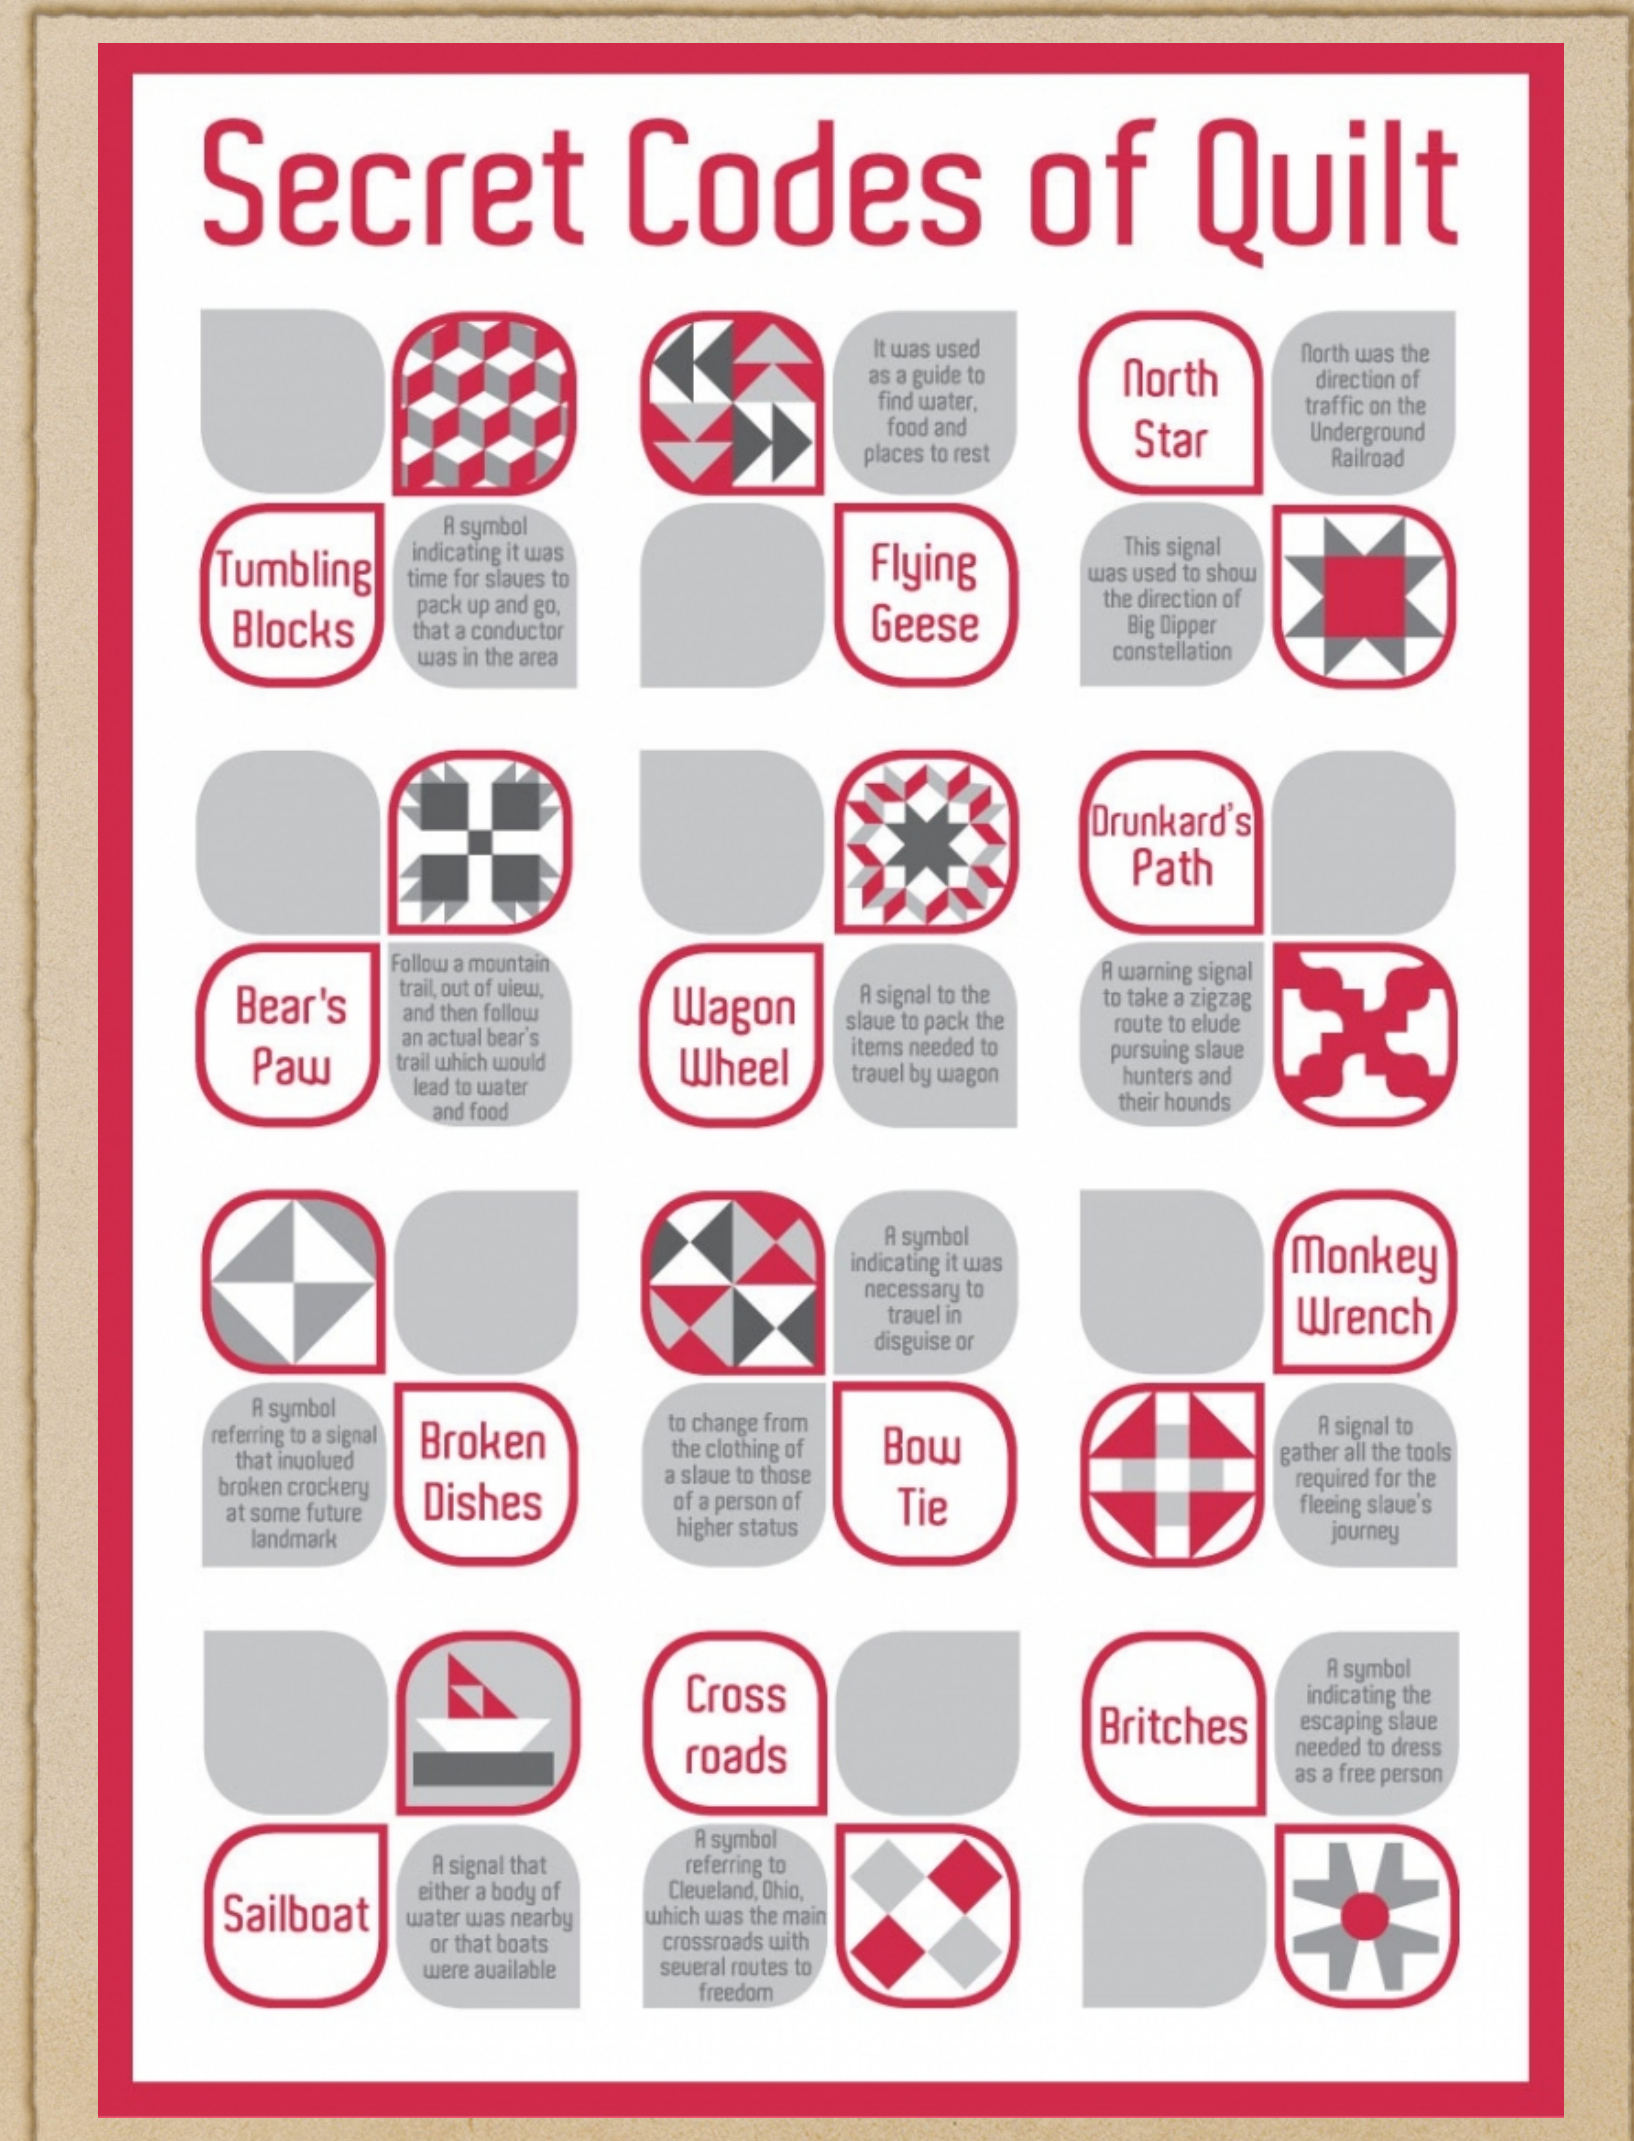 Secret Codes of Quilt
Tumbling
Blocks
A symbol
indicating it was
time for slaves to
pack up and go,
that a conductor
was in the area
It was used
as a guide to
find water,
food and
places to rest
Flying
Geese
North
Star
North was the
direction of
traffic on the
Underground
Railroad
This signal
was used to show
the direction of
Big Dipper
constellation
Bear's
Paw
Follow a mountain
trail, out of view,
and then follow
an actual bear's
trail which would
lead to water
and food
Wagon
Wheel
A signal to the
slave to pack the
items needed to
travel by wagon
Drunkard's
Path
A warning signal
to take a zigzag
route to elude
pursuing slave
hunters and
their hounds
A symbol
referring to a signal
that involved
broken crockery
at some future
landmark
Broken
Dishes
A symbol
indicating it was
necessary to
travel in
disguise or
to change from
the clothing of
a slave to those
of a person of
higher status
Bow
Tie
Monkey
Wrench
A signal to
gather all the tools
required for the
fleeing slave's
journey
Sailboat
A signal that
either a body of
water was nearby
or that boats
were available
Cross
roads
A symbol
referring to
Cleveland, Ohio,
which was the main
crossroads with
several routes to
freedom
Britches
A symbol
indicating the
escaping slave
needed to dress
as a free person